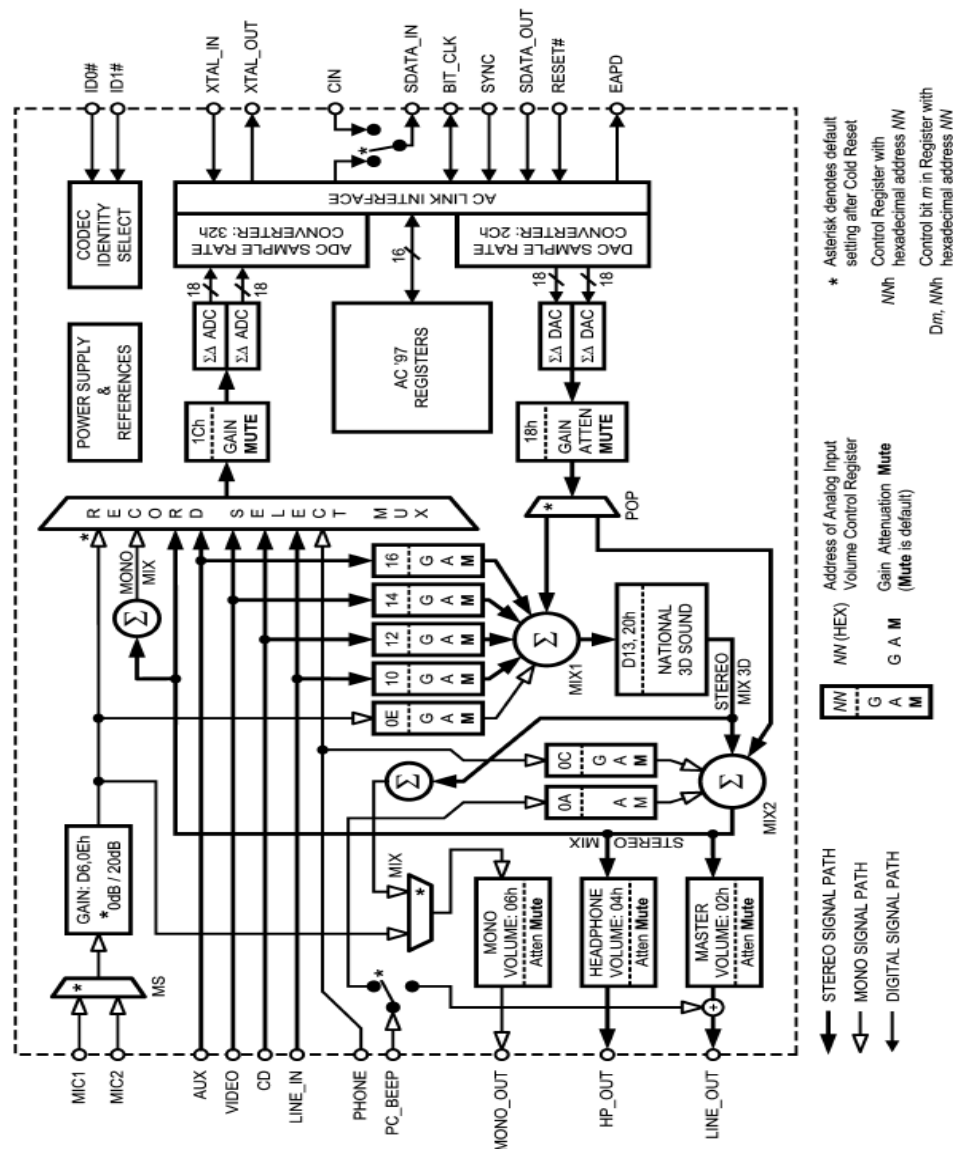 MIC1
MIC2
AUX
VIDEO
CD
LINE_IN
PHONE
PC_BEEP
MONO_OUT
HP_OUT
LINE_OUT
*
MS
GAIN: D6,0Eh
*0dB / 20dB
MONO
MIX
Σ
*
R E C O R D S E L E C T M U X
POWER SUPPLY
&
REFERENCES
CODEC
IDENTITY
SELECT
ID0#
ID1#
1Ch
GAIN
MUTE
ΣΔ ADC
ΣΔ ADC
18
18
ADC SAMPLE RATE
CONVERTER: 32h
AC LINK INTERFACE
XTAL_IN
XTAL_OUT
CIN
*
SDATA_IN
BIT_CLK
SYNC
SDATA_OUT
RESET#
EAPD
AC '97
REGISTERS
16
DAC SAMPLE RATE
CONVERTER: 2Ch
18
18
ΣΔ DAC
ΣΔ DAC
18h
GAIN
ATTEN
MUTE
*
POP
16
G A M
14
G A M
12
G A M
10
G A M
0E
G A M
Σ
MIX1
D13, 20h
NATIONAL
3D SOUND
STEREO
MIX 3D
Σ
MIX
*
0C
G A M
0A
A M
Σ
MIX2
STEREO
MIX
*
MONO
VOLUME: 06h
Atten Mute
HEADPHONE
VOLUME: 04h
Atten Mute
MASTER
VOLUME: 02h
Atten Mute
+
STEREO SIGNAL PATH
MONO SIGNAL PATH
DIGITAL SIGNAL PATH
NN
G
A
M
NN (HEX)
Address of Analog Input
Volume Control Register
G A M
Gain Attenuation Mute
(Mute is default)
* Asterisk denotes default
setting after Cold Reset
NNh
Control Register with
hexadecimal address NN
Dm, NNh
Control bit m in Register with
hexadecimal address NN